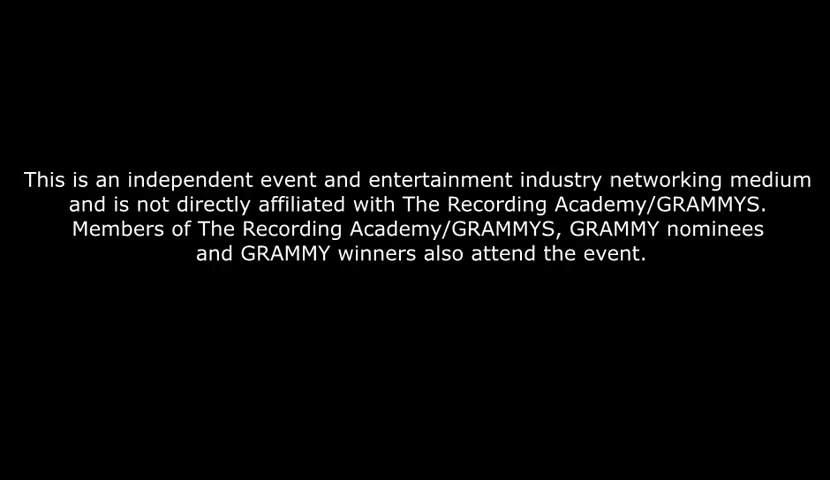 This is an independent event and entertainment industry networking medium
and is not directly affiliated with The Recording Academy/GRAMMYS.
Members of The Recording Academy/GRAMMYS, GRAMMY nominees
and GRAMMY winners also attend the event.